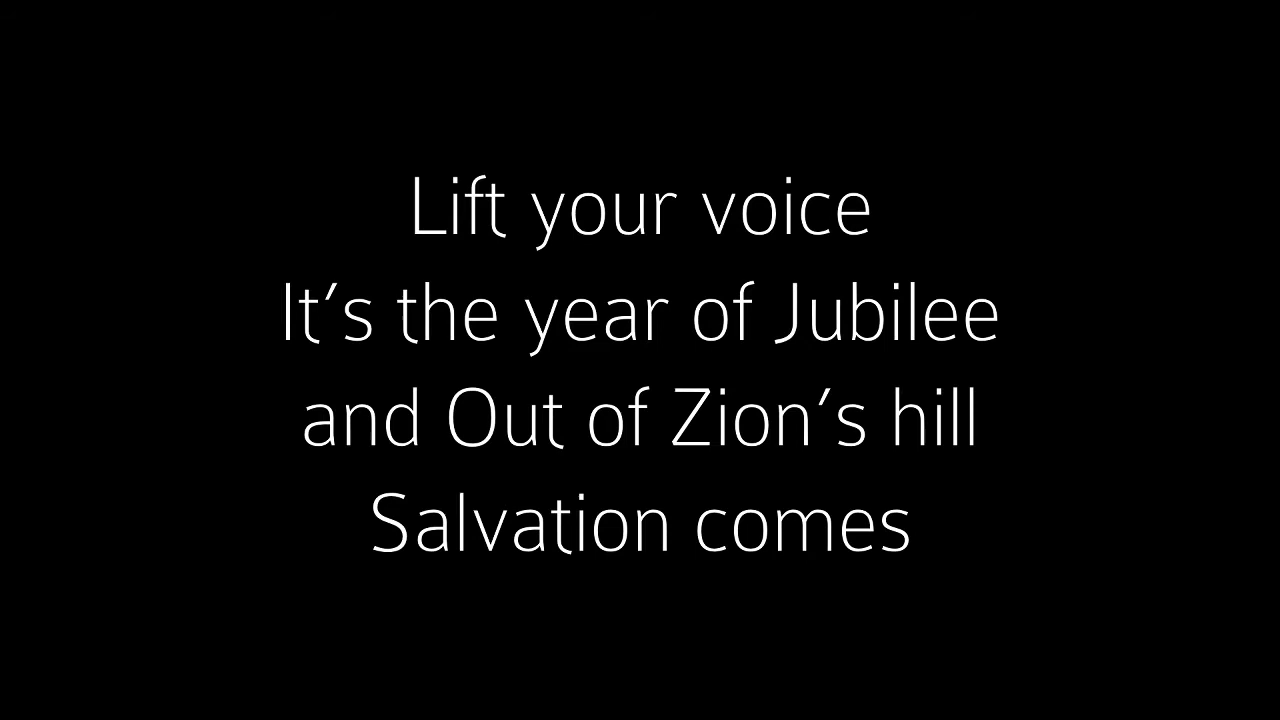 Lift your voice
It's the year of Jubilee
and Out of Zion's hill
Salvation comes